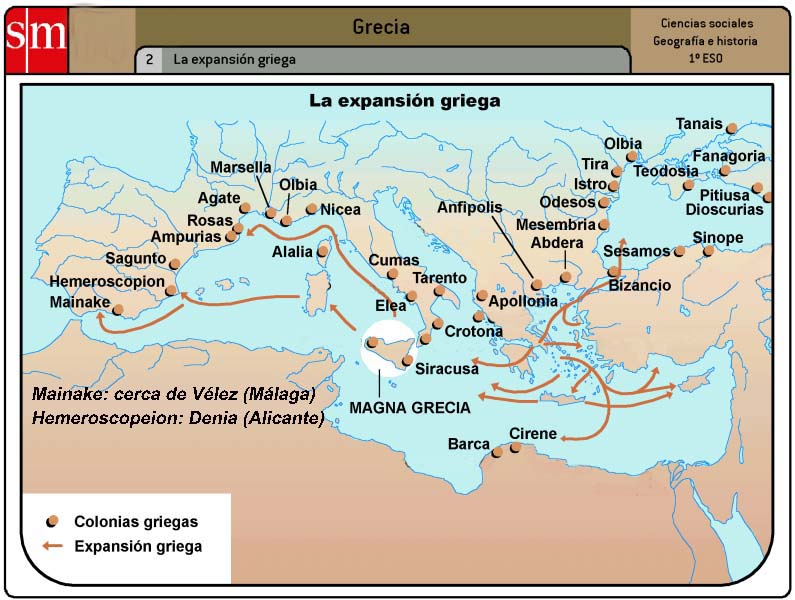 sm
Grecia
2 La expansión griega
Ciencias sociales
Geografía e historia
1º ESO
La expansión griega
Tanais
Olbia
Fanagoria
Tira
Teodosia
Marsella
Istro
Pitiusa
Olbia
Dioscurias
Agate
Nicea
Anfipolis
Odesos
Rosas
Mesembria
Ampurias
Abdera
Sinope
Sesamos
Alalia
Cumas
Sagunto
Tarento
Hemeroscopion
Bizancio
Mainake
Elea
Apollonia
Crotona
Siracusa
Mainake: cerca de Vélez (Málaga)
MAGNA GRECIA
Hemeroscopeion: Denia (Alicante)
Barca
Cirene
Colonias griegas
Expansión griega